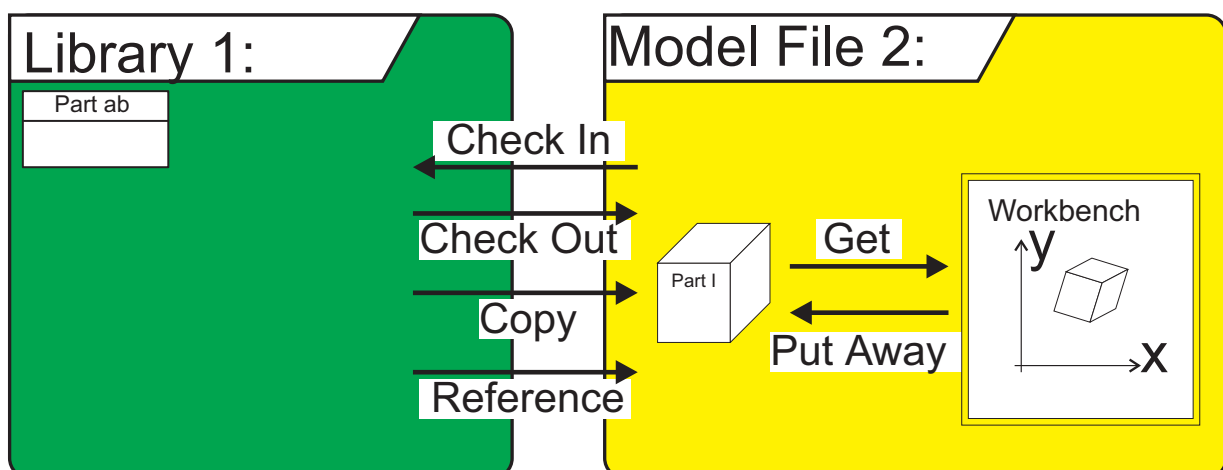 Library 1:
Part ab
Model File 2:
Check In
Check Out
Copy
Reference
Part I
Get
Put Away
Workbench
y
x